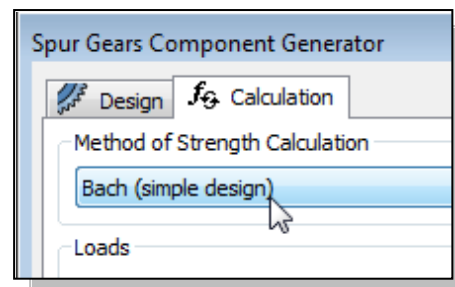 Spur Gears Component Generator
Design Calculation
Method of Strength Calculation
Bach (simple design)
Loads